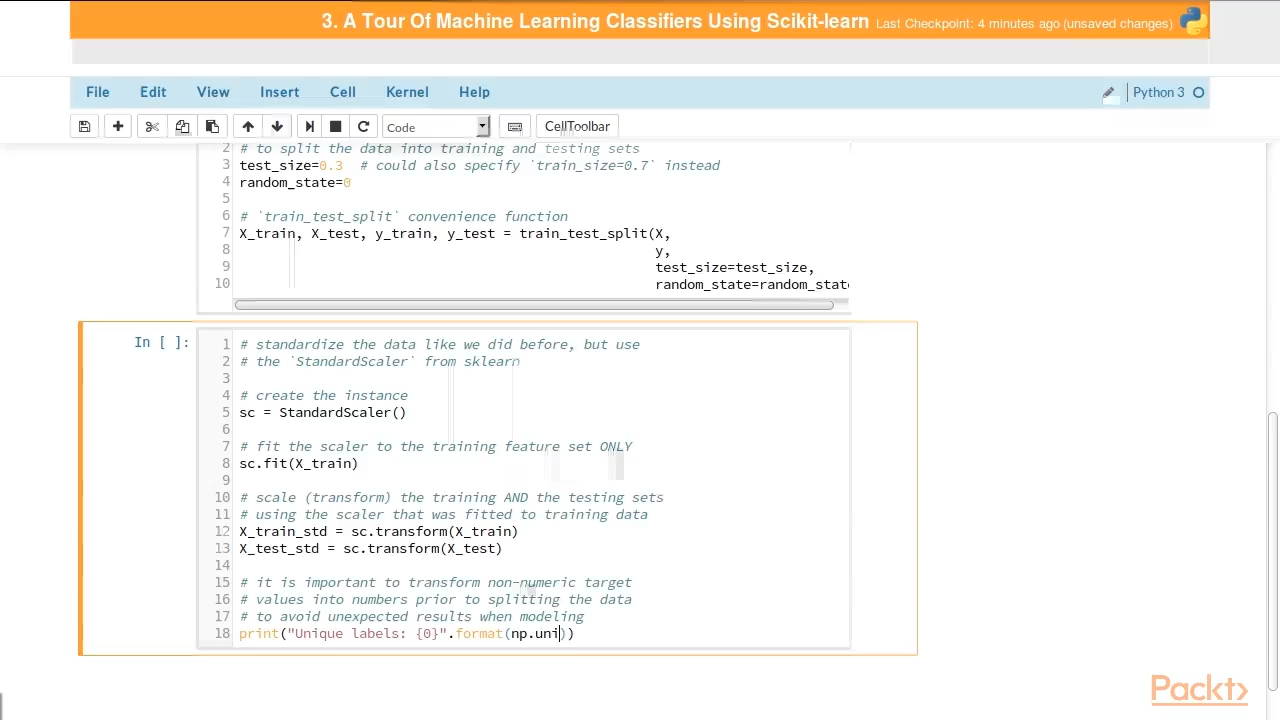 3. A Tour Of Machine Learning Classifiers Using Scikit-learn Last Checkpoint: 4 minutes ago (unsaved changes)
File Edit View Insert Cell Kernel Help Python 3
Code CellToolbar
2 # to split the data into training and testing sets
3 test_size=0.3  # could also specify `train_size=0.7` instead
4 random_state=0
5
6 # `train_test_split` convenience function
7 X_train, X_test, y_train, y_test = train_test_split(X,
8 y,
9 test_size=test_size,
10 random_state=random_state
In [ ]:
1 # standardize the data like we did before, but use
2 # the `StandardScaler` from sklearn
3
4 # create the instance
5 sc = StandardScaler()
6
7 # fit the scaler to the training feature set ONLY
8 sc.fit(X_train)
9
10 # scale (transform) the training AND the testing sets
11 # using the scaler that was fitted to training data
12 X_train_std = sc.transform(X_train)
13 X_test_std = sc.transform(X_test)
14
15 # it is important to transform non-numeric target
16 # values into numbers prior to splitting the data
17 # to avoid unexpected results when modeling
18 print("Unique labels: {0}".format(np.uni))
Packt